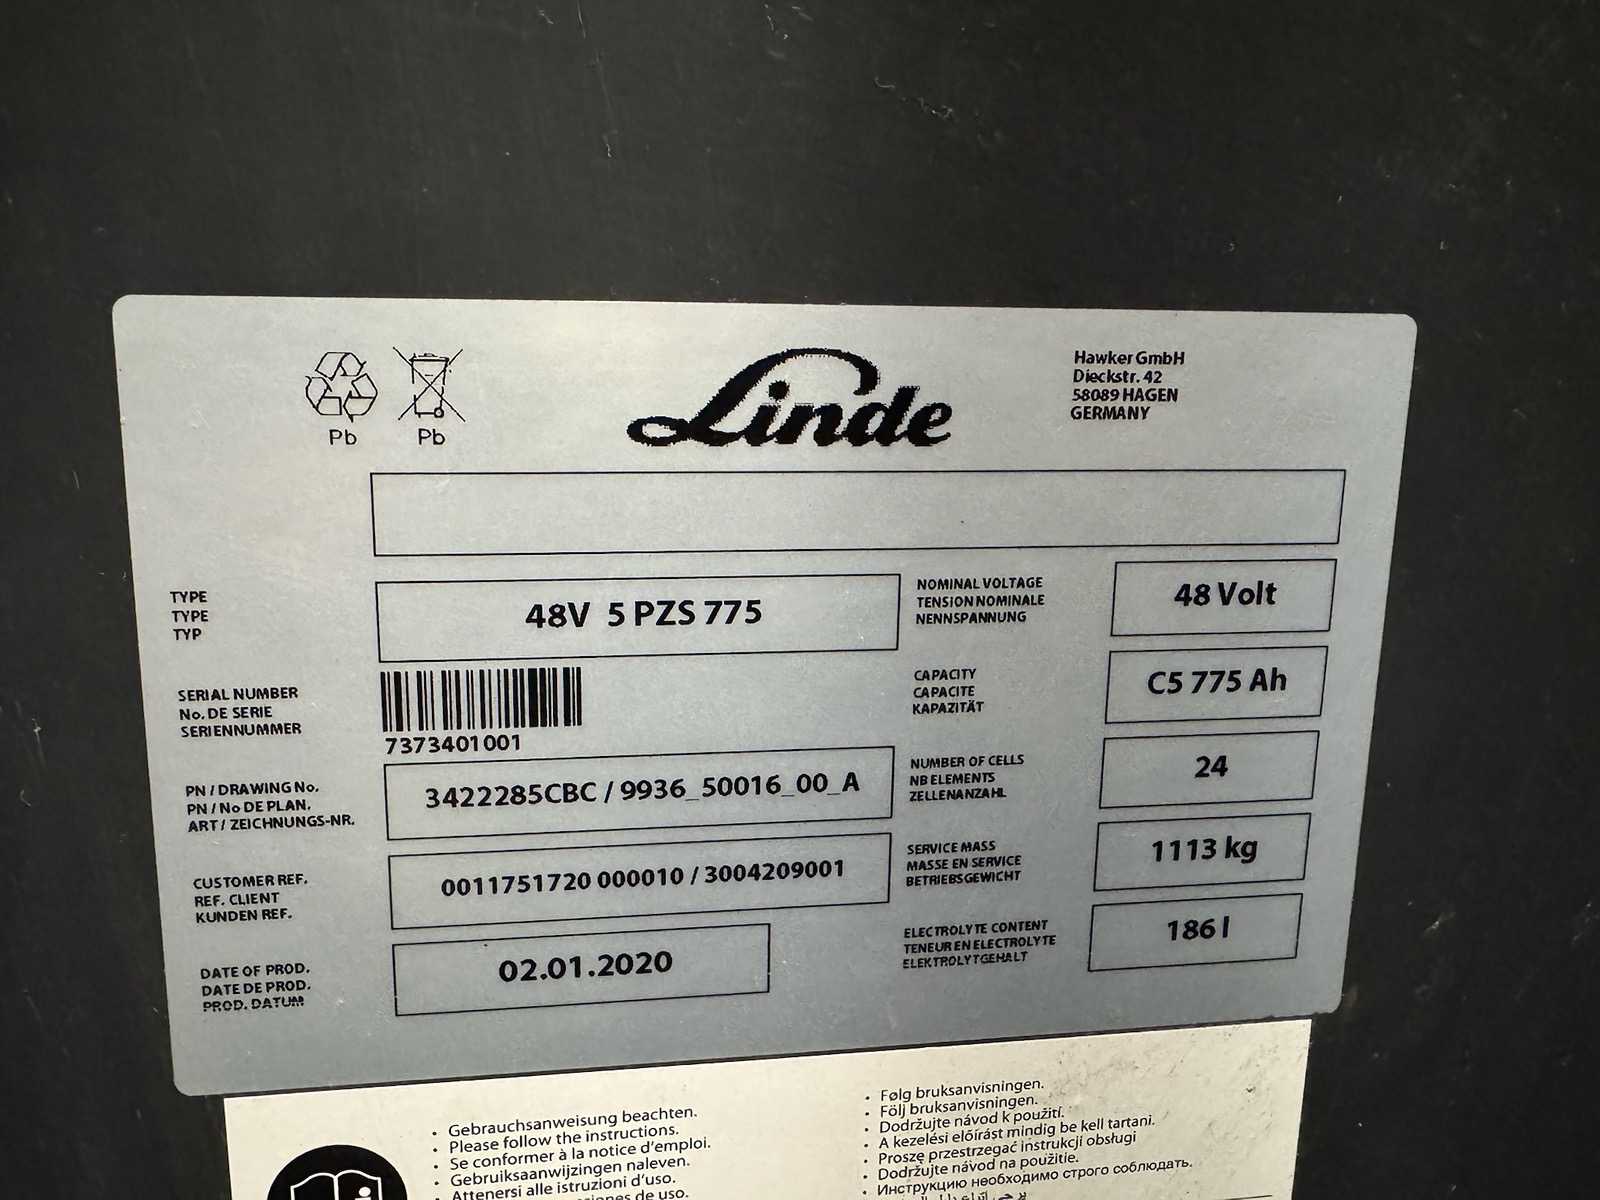 Pb
Pb
Linde
Hawker GmbH
Dieckstr. 42
58089 HAGEN
GERMANY
TYPE
TYPE
TYP
48V 5 PZS 775
NOMINAL VOLTAGE
TENSION NOMINALE
NENNSPANNUNG
48 Volt
SERIAL NUMBER
No. DE SERIE
SERIENNUMMER
7373401001
CAPACITY
CAPACITE
KAPAZITÄT
C5 775 Ah
PN / DRAWING No.
PN / No DE PLAN.
ART / ZEICHNUNGS-NR.
3422285CBC / 9936_50016_00_A
NUMBER OF CELLS
NB ELEMENTS
ZELLENANZAHL
24
CUSTOMER REF.
REF. CLIENT
KUNDEN REF.
0011751720 000010 / 3004209001
SERVICE MASS
MASSE EN SERVICE
BETRIEBSGEWICHT
1113 kg
DATE OF PROD.
DATE DE PROD.
PROD. DATUM
02.01.2020
ELECTROLYTE CONTENT
TENEUR EN ELECTROLYTE
ELEKTROLYTGEHALT
186 l
• Gebrauchsanweisung beachten.
• Please follow the instructions.
• Se conformer à la notice d'emploi.
• Gebruiksaanwijzingen naleven.
• Attenersi alle istruzioni d'uso.
de uso.
• Følg bruksanvisningen.
• Följ bruksanvisningen.
• Dodržujte návod k použití.
• A kezelési előírást mindig be kell tartani.
• Proszę przestrzegać instrukcji obsługi
• Dodržujte návod na použitie.
• Инструкцию необходимо строго соблюдать.